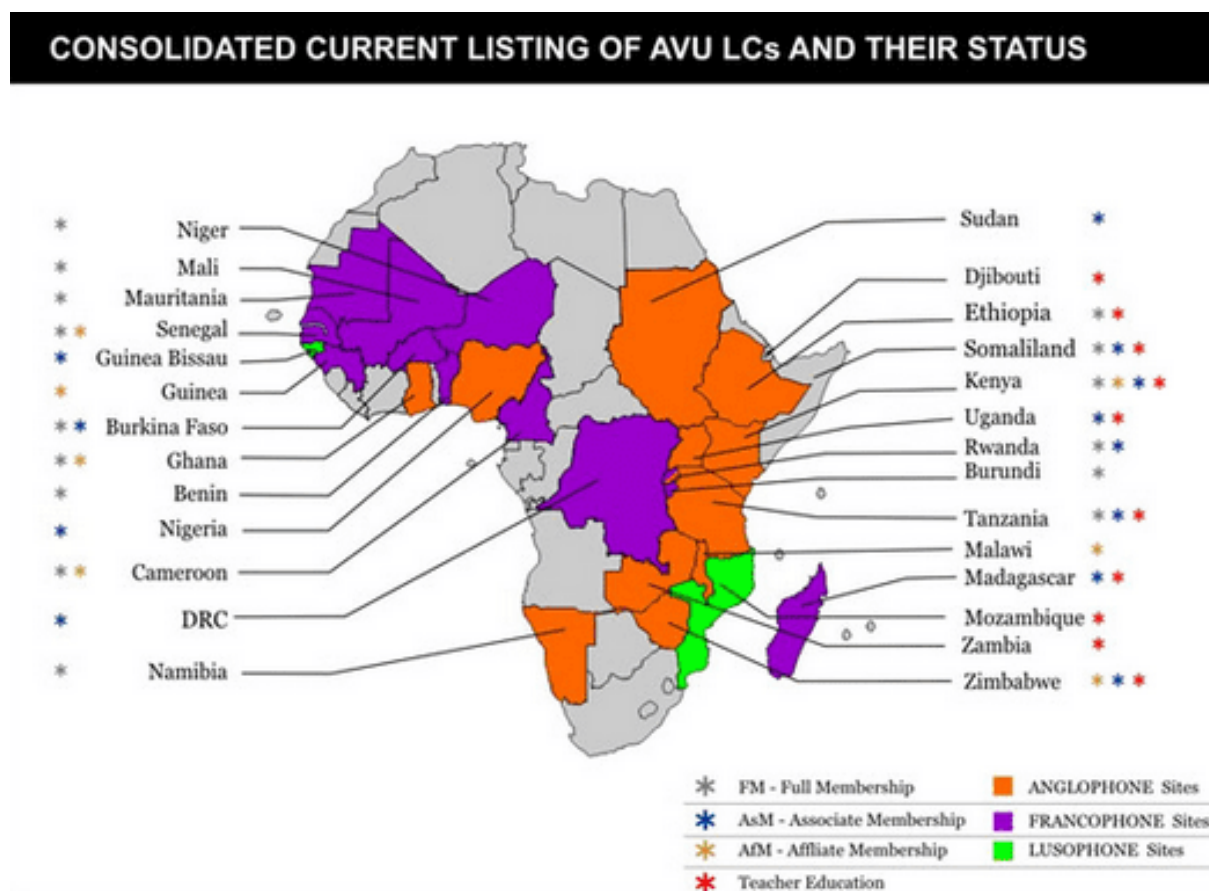 CONSOLIDATED CURRENT LISTING OF AVU LCs AND THEIR STATUS
Niger
Mali
Mauritania
Senegal
Guinea Bissau
Guinea
Burkina Faso
Ghana
Benin
Nigeria
Cameroon
DRC
Namibia
Sudan
Djibouti
Ethiopia
Somaliland
Kenya
Uganda
Rwanda
Burundi
Tanzania
Malawi
Madagascar
Mozambique
Zambia
Zimbabwe
FM - Full Membership
AsM - Associate Membership
AfM - Affliate Membership
Teacher Education
ANGLOPHONE Sites
FRANCOPHONE Sites
LUSOPHONE Sites